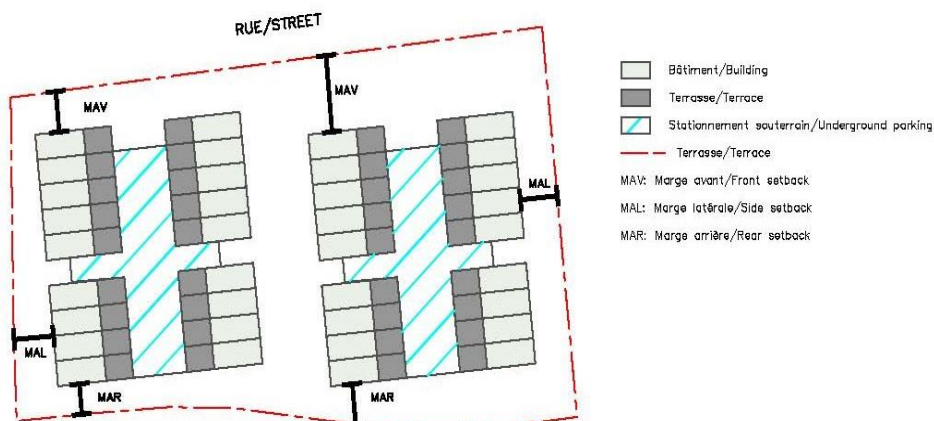 RUE/STREET
MAV
MAV
MAL
MAL
MAR
MAR
Bâtiment/Building
Terrasse/Terrace
Stationnement souterrain/Underground parking
Terrasse/Terrace
MAV: Marge avant/Front setback
MAL: Marge latérale/Side setback
MAR: Marge arrière/Rear setback